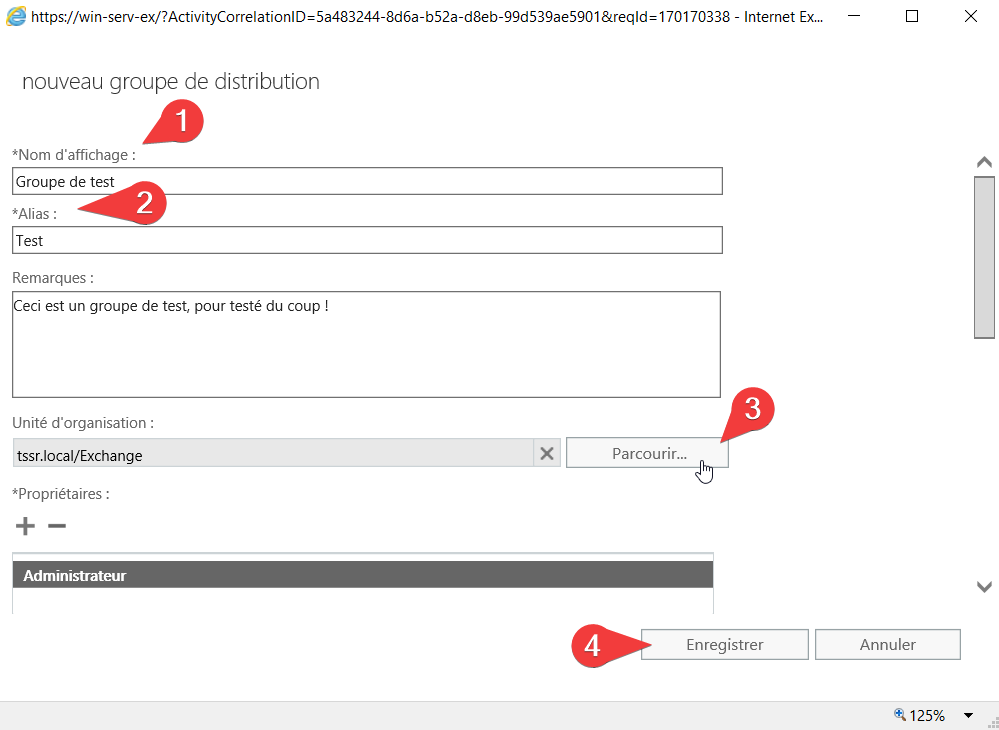 https://win-serv-ex/?ActivityCorrelationID=5a483244-8d6a-b52a-d8eb-99d539ae5901&reqId=170170338 - Internet Ex...
nouveau groupe de distribution
1
*Nom d'affichage :
Groupe de test
2
*Alias :
Test
Remarques :
Ceci est un groupe de test, pour testé du coup !
3
Unité d'organisation :
tssr.local/Exchange
Parcourir...
*Propriétaires :
Administrateur
4
Enregistrer
Annuler
125%